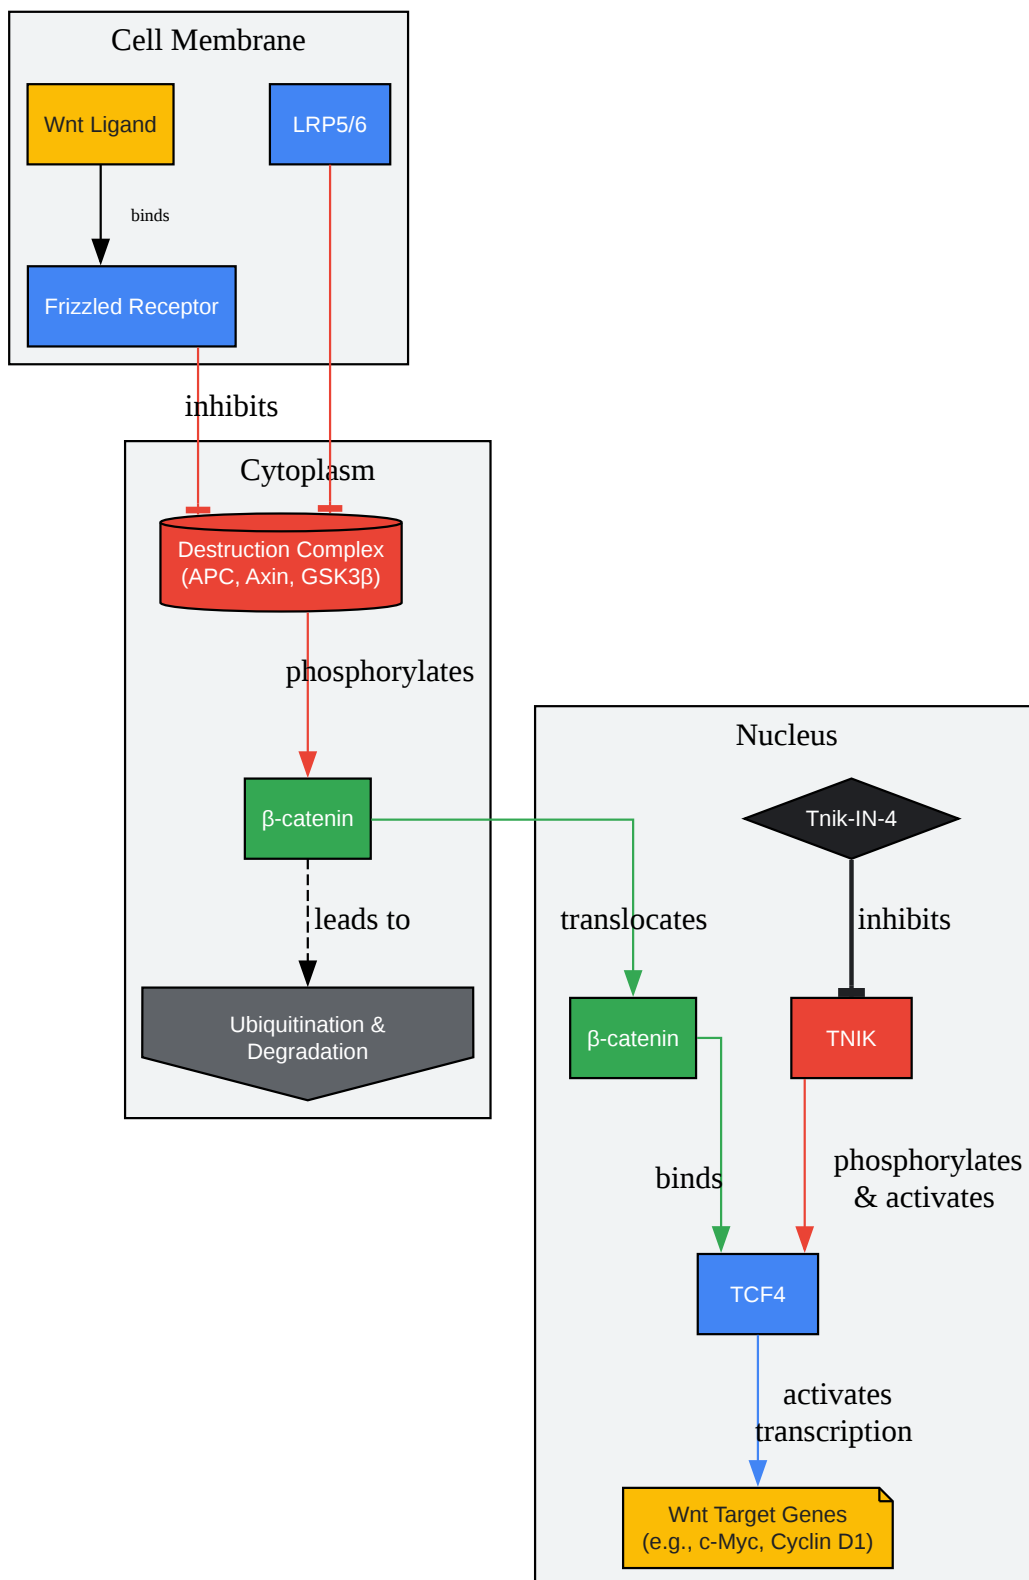 Cell Membrane
Wnt Ligand
LRP5/6
binds
Frizzled Receptor
inhibits
Cytoplasm
Destruction Complex
(APC, Axin, GSK3β)
phosphorylates
β-catenin
leads to
Ubiquitination &
Degradation
Nucleus
Tnik-IN-4
translocates
inhibits
β-catenin
TNIK
binds
phosphorylates
& activates
TCF4
activates
transcription
Wnt Target Genes
(e.g., c-Myc, Cyclin D1)